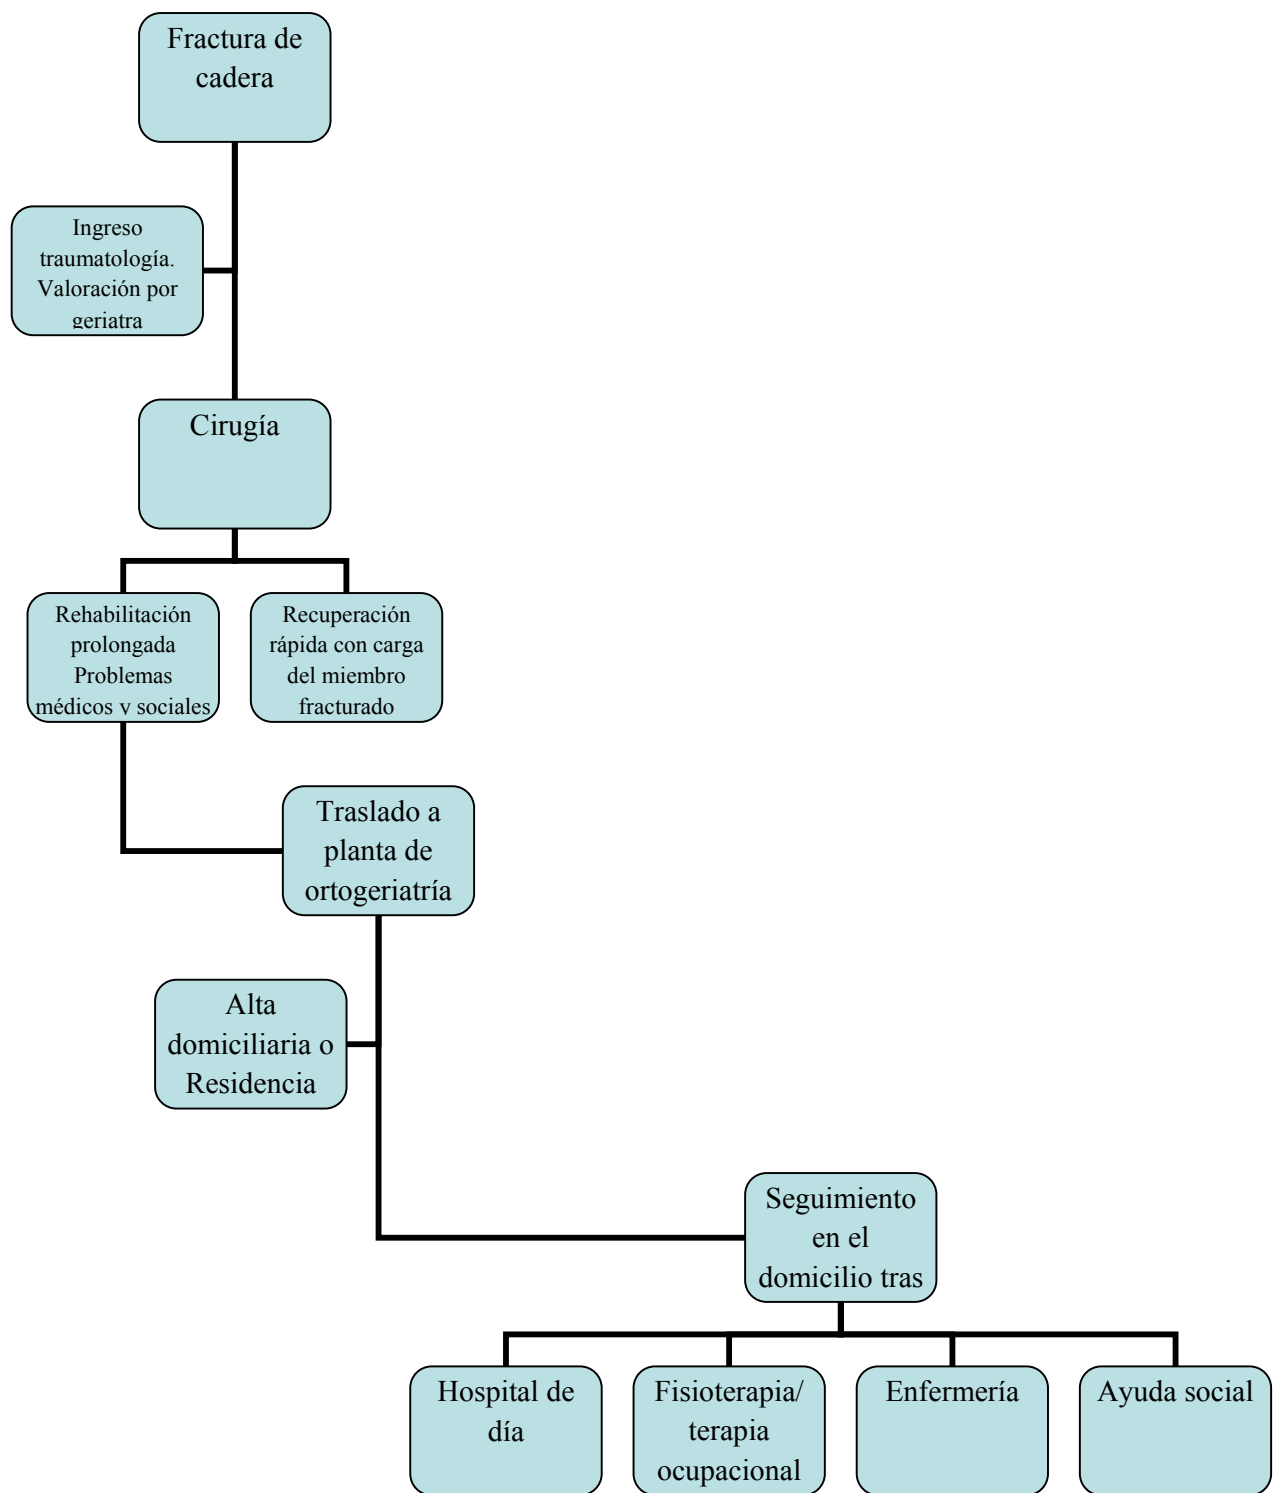 Fractura de
cadera
Ingreso
traumatología.
Valoración por
geriatra
Cirugía
Rehabilitación
prolongada
Problemas
médicos y sociales
Recuperación
rápida con carga
del miembro
fracturado
Traslado a
planta de
ortogeriatría
Alta
domiciliaria o
Residencia
Seguimiento
en el
domicilio tras
Hospital de
día
Fisioterapia/
terapia
ocupacional
Enfermería
Ayuda social